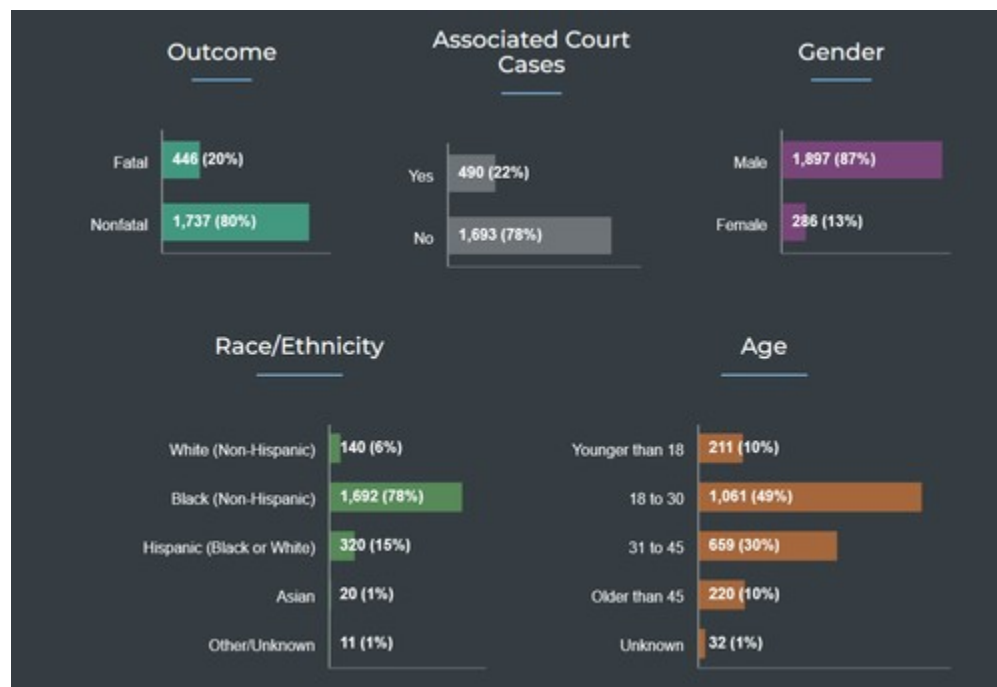 Outcome
Fatal 446 (20%)
Nonfatal 1,737 (80%)
Associated Court
Cases
Yes 490 (22%)
No 1,693 (78%)
Gender
Male 1,897 (87%)
Female 286 (13%)
Race/Ethnicity
White (Non-Hispanic) 140 (6%)
Black (Non-Hispanic) 1,692 (78%)
Hispanic (Black or White) 320 (15%)
Asian 20 (1%)
Other/Unknown 11 (1%)
Age
Younger than 18 211 (10%)
18 to 30 1,061 (49%)
31 to 45 659 (30%)
Older than 45 220 (10%)
Unknown 32 (1%)